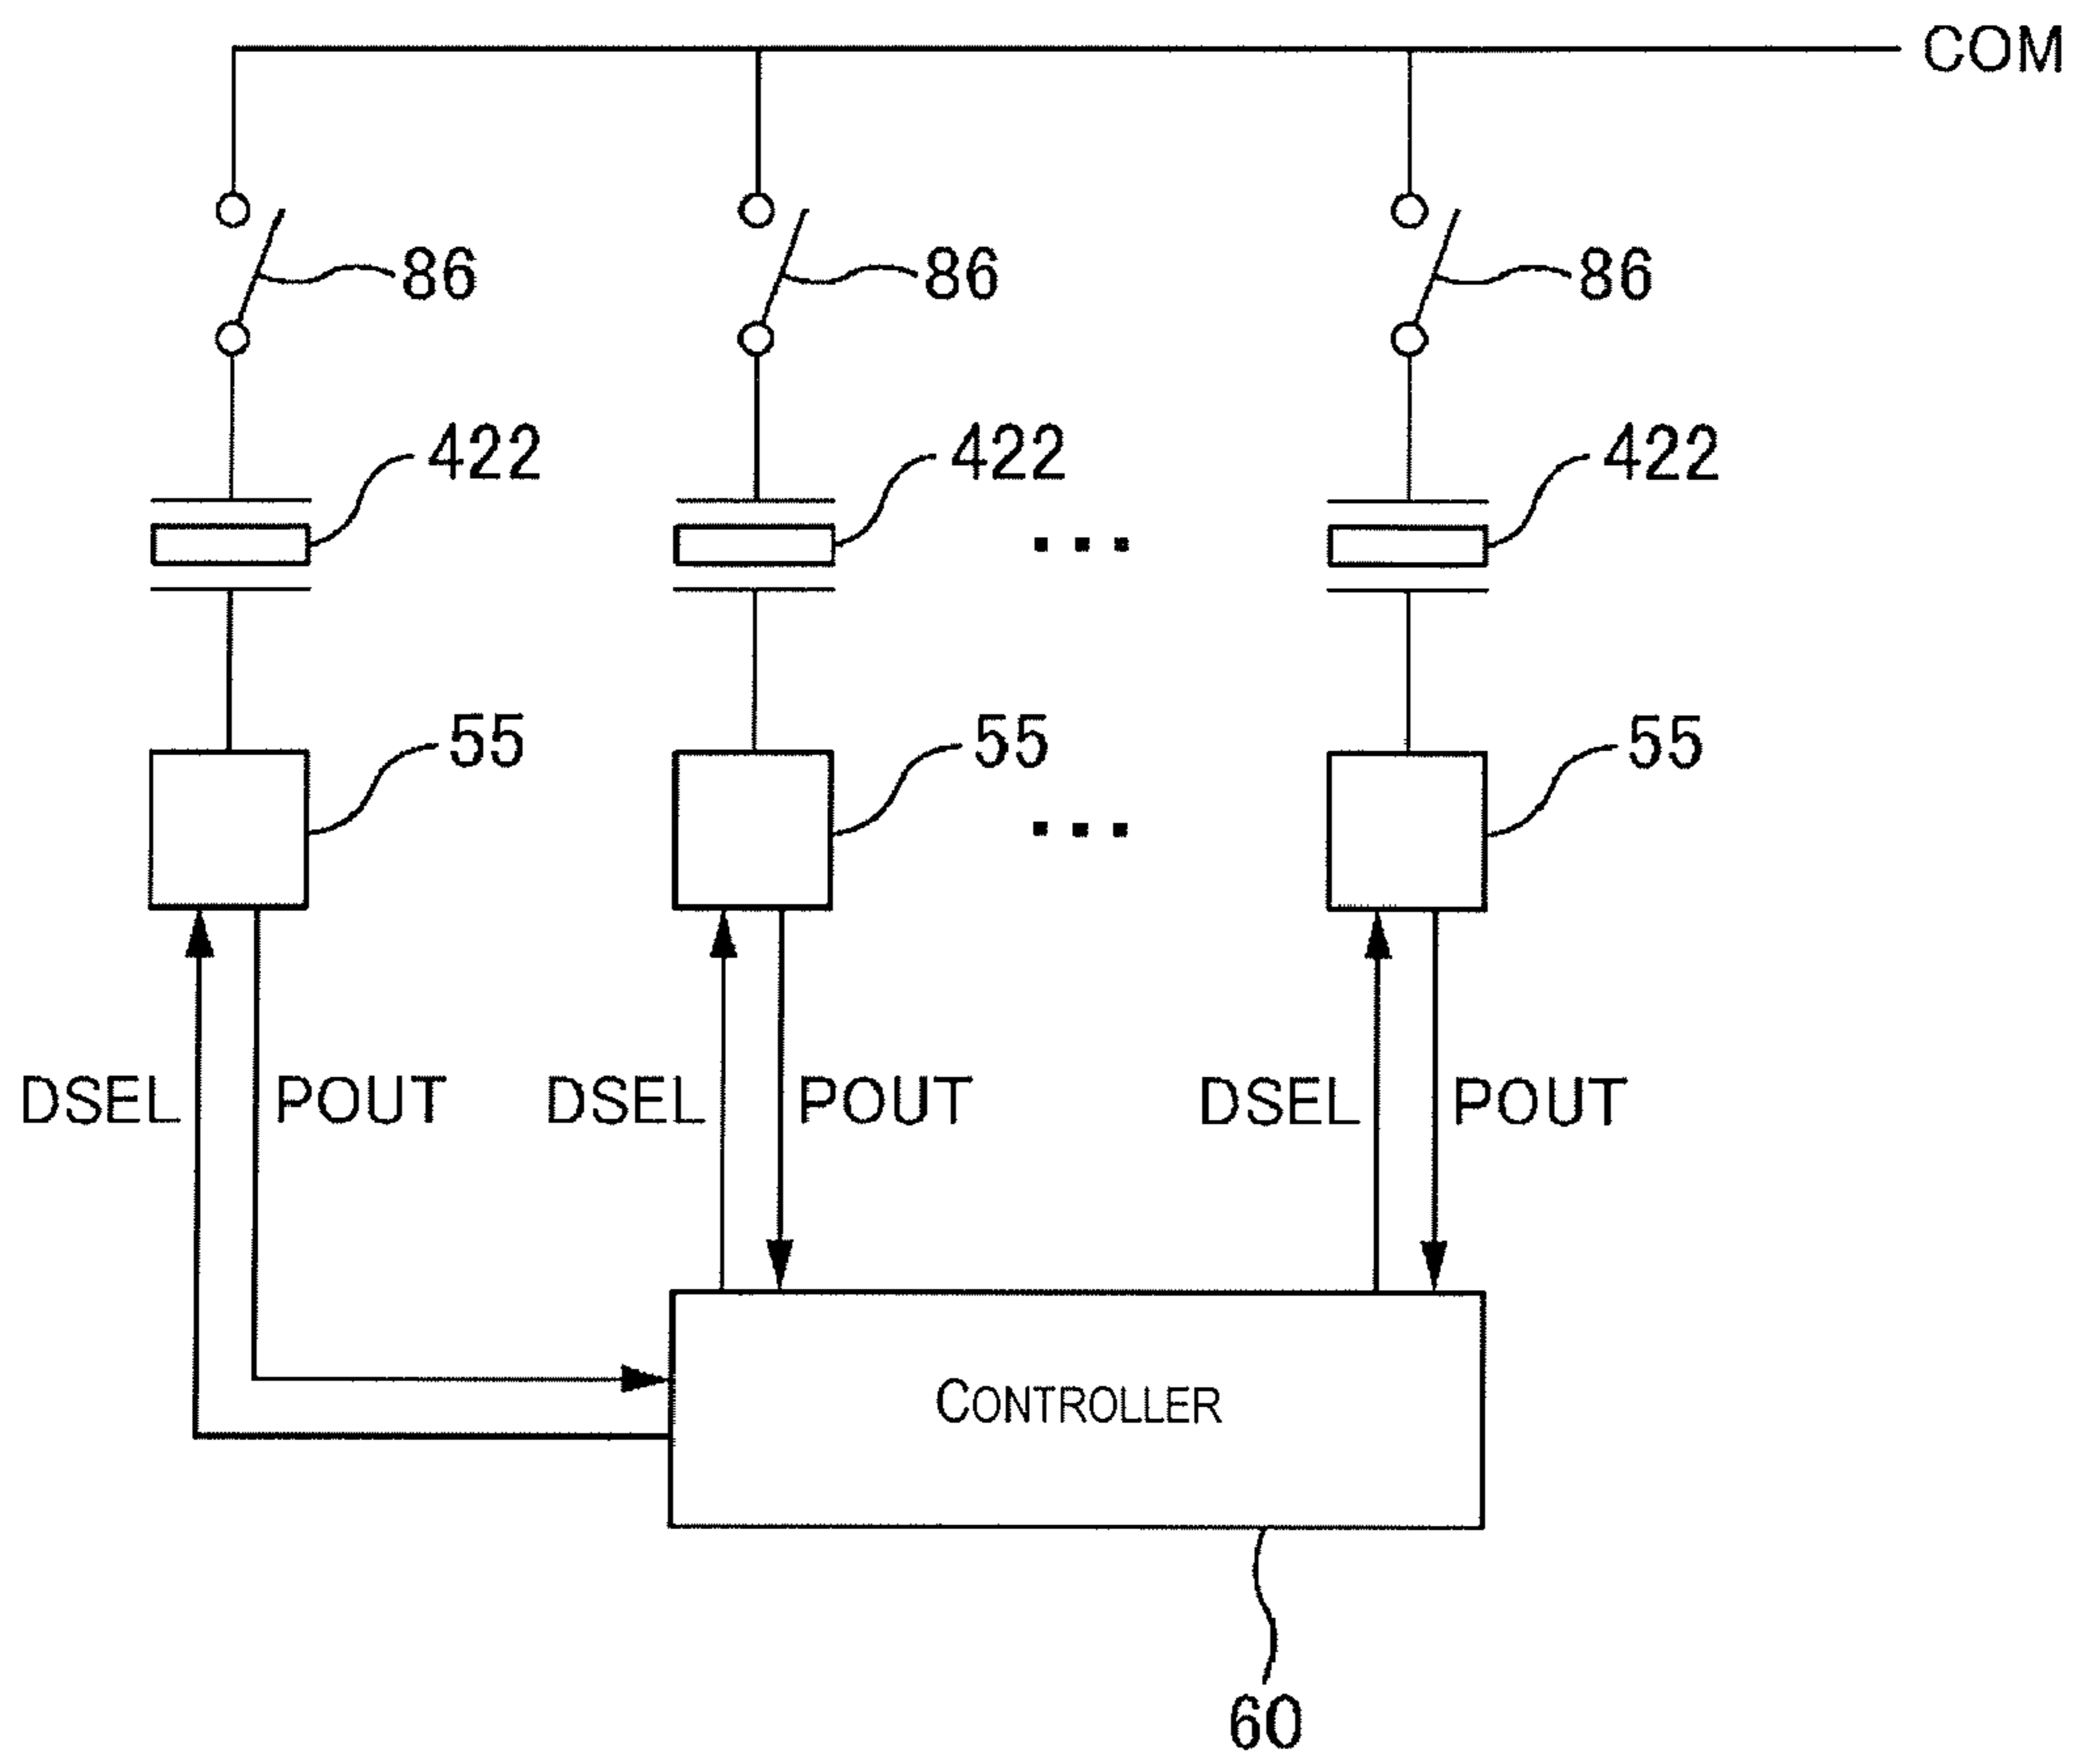 COM
86 86 86
422 422 422
55 55 55
DSEL POUT DSEL POUT DSEL POUT
CONTROLLER
60